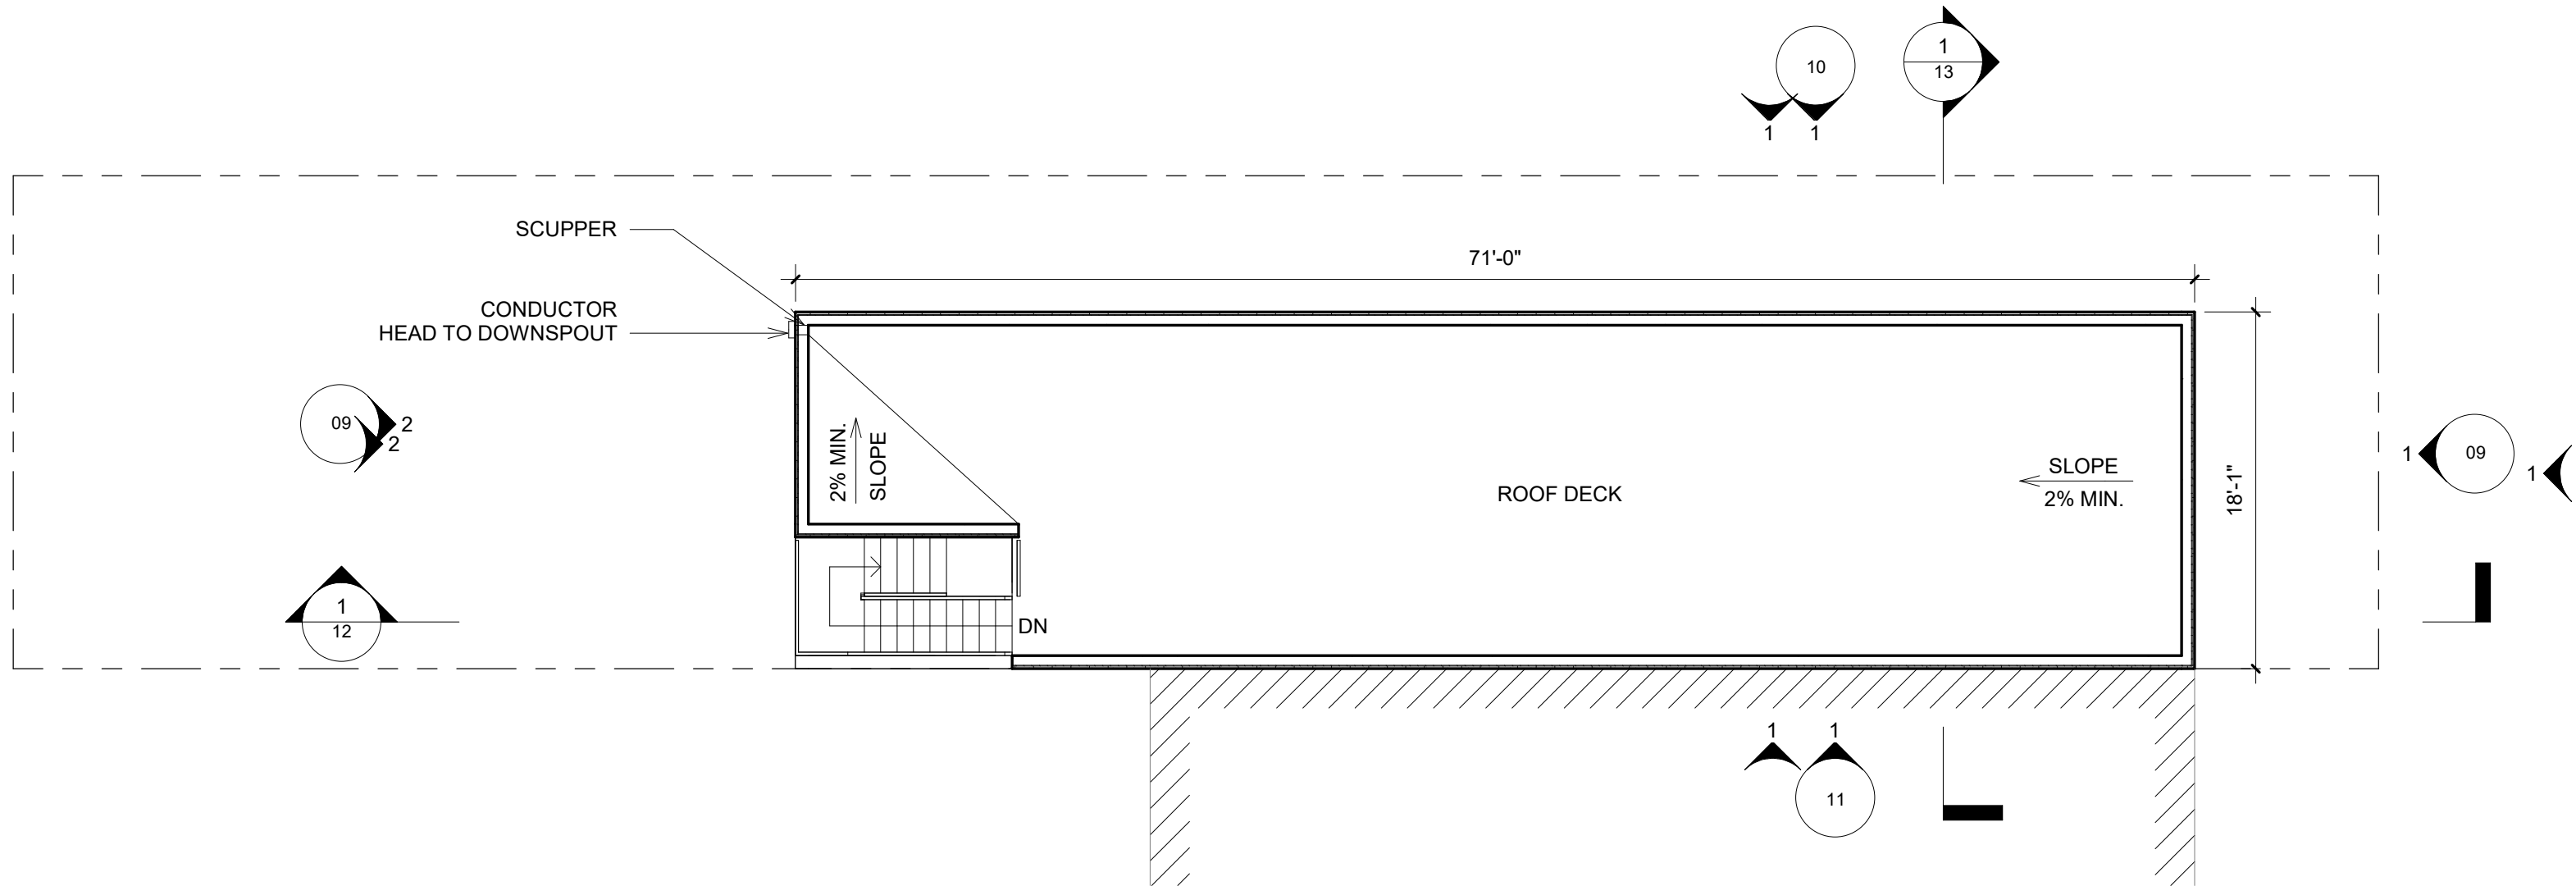 10
1
13
1
1
SCUPPER
71'-0"
CONDUCTOR
HEAD TO DOWNSPOUT
09
2
2
2% MIN.
SLOPE
ROOF DECK
SLOPE
2% MIN.
18'-1"
1
09
1
1
12
DN
1
1
11